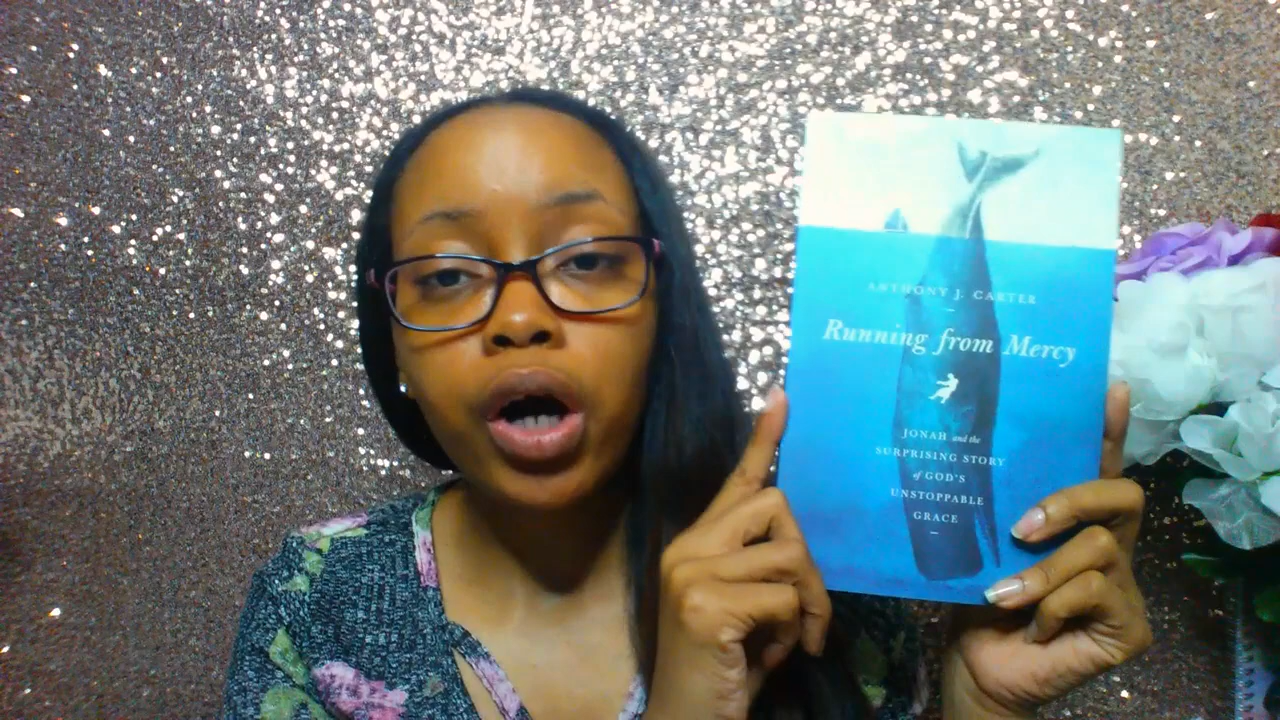 ANTHONY J. CARTER
Running from Mercy
JONAH and the
SURPRISING STORY
of GOD'S
UNSTOPPABLE
GRACE